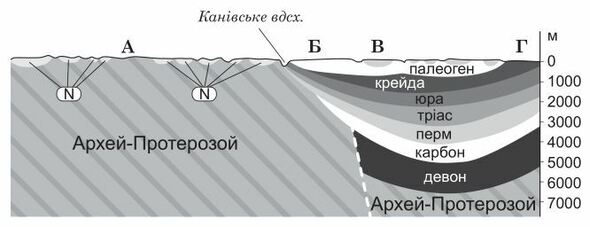 Канівське вдсх.
А
Б
В
Г
м
0
1000
2000
3000
4000
5000
6000
7000
N
N
палеоген
крейда
юра
тріас
перм
карбон
девон
Архей-Протерозой
Архей-Протерозой